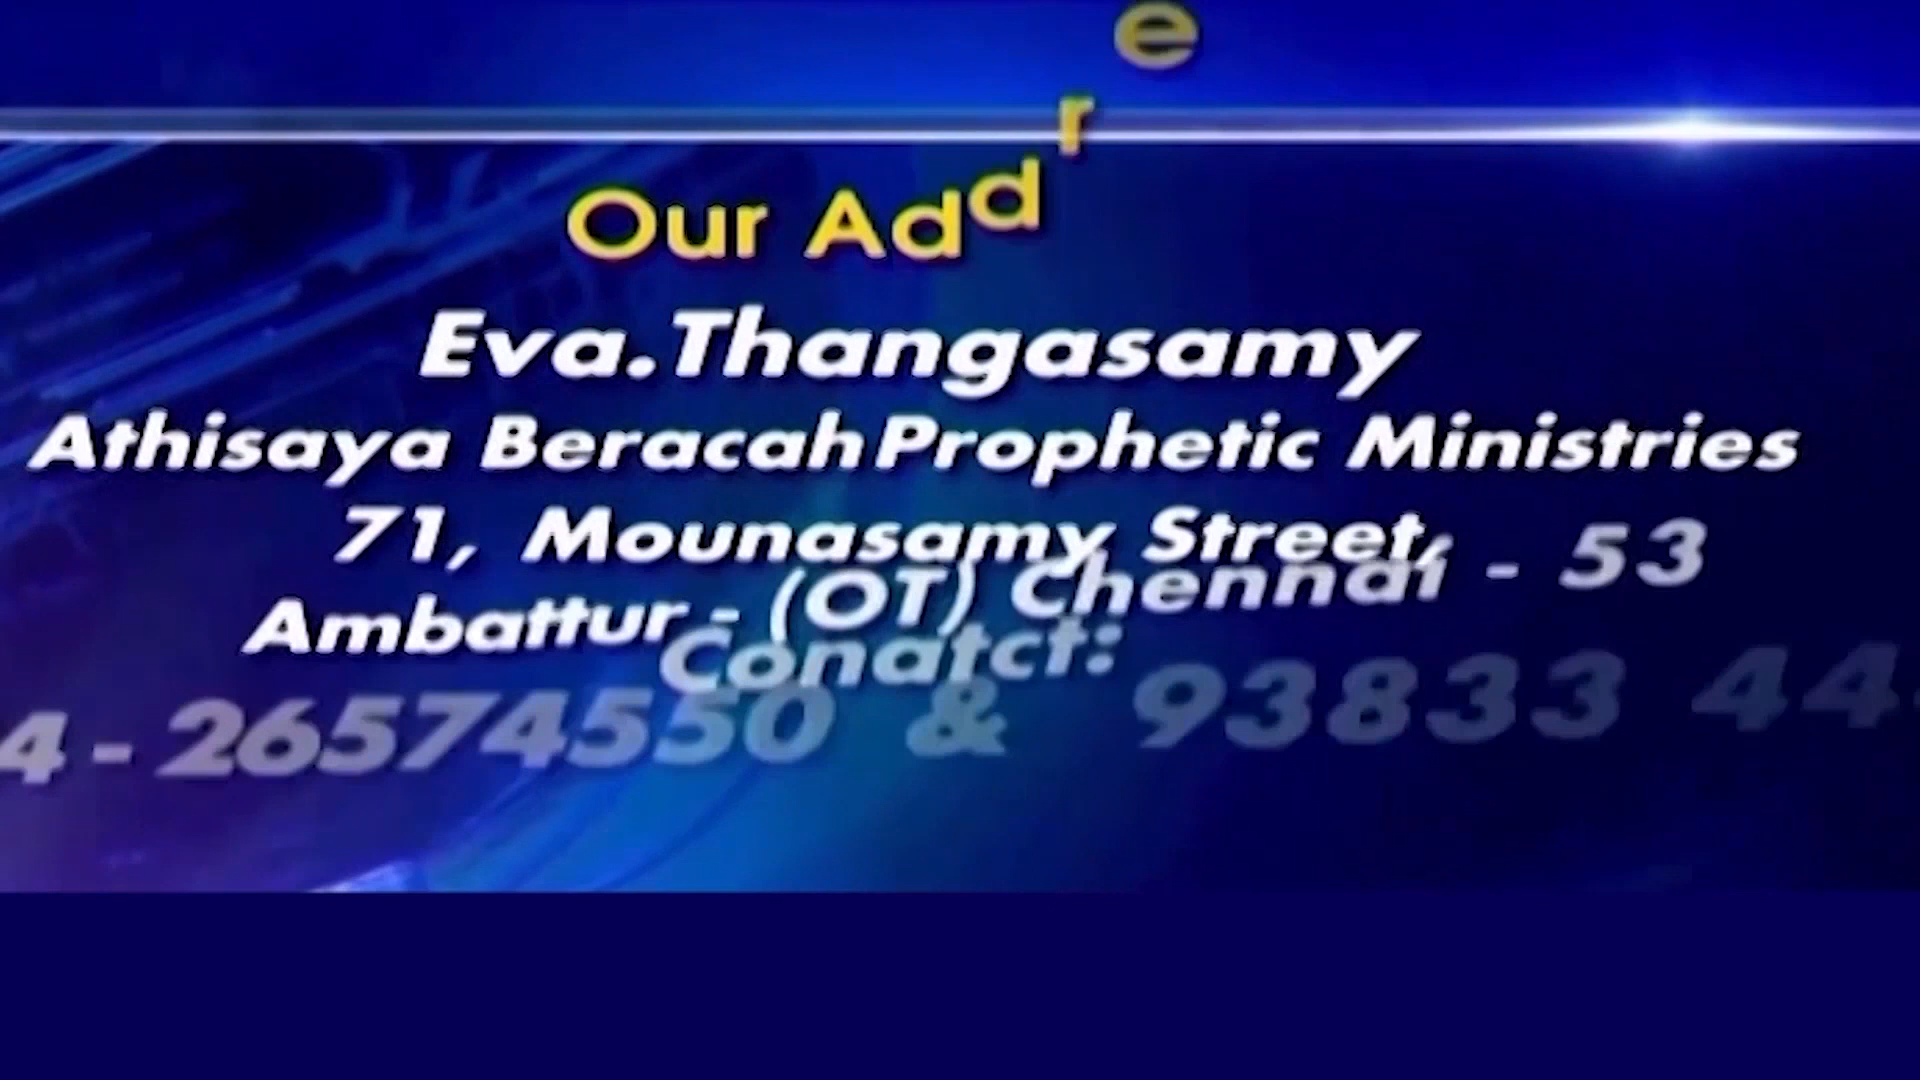 Our Addre
Eva.Thangasamy
Athisaya Beracah Prophetic Ministries
71, Mounasamy Street,
Ambattur - (OT) Chennai - 53
Conatct:
4 - 26574550 & 93833 44